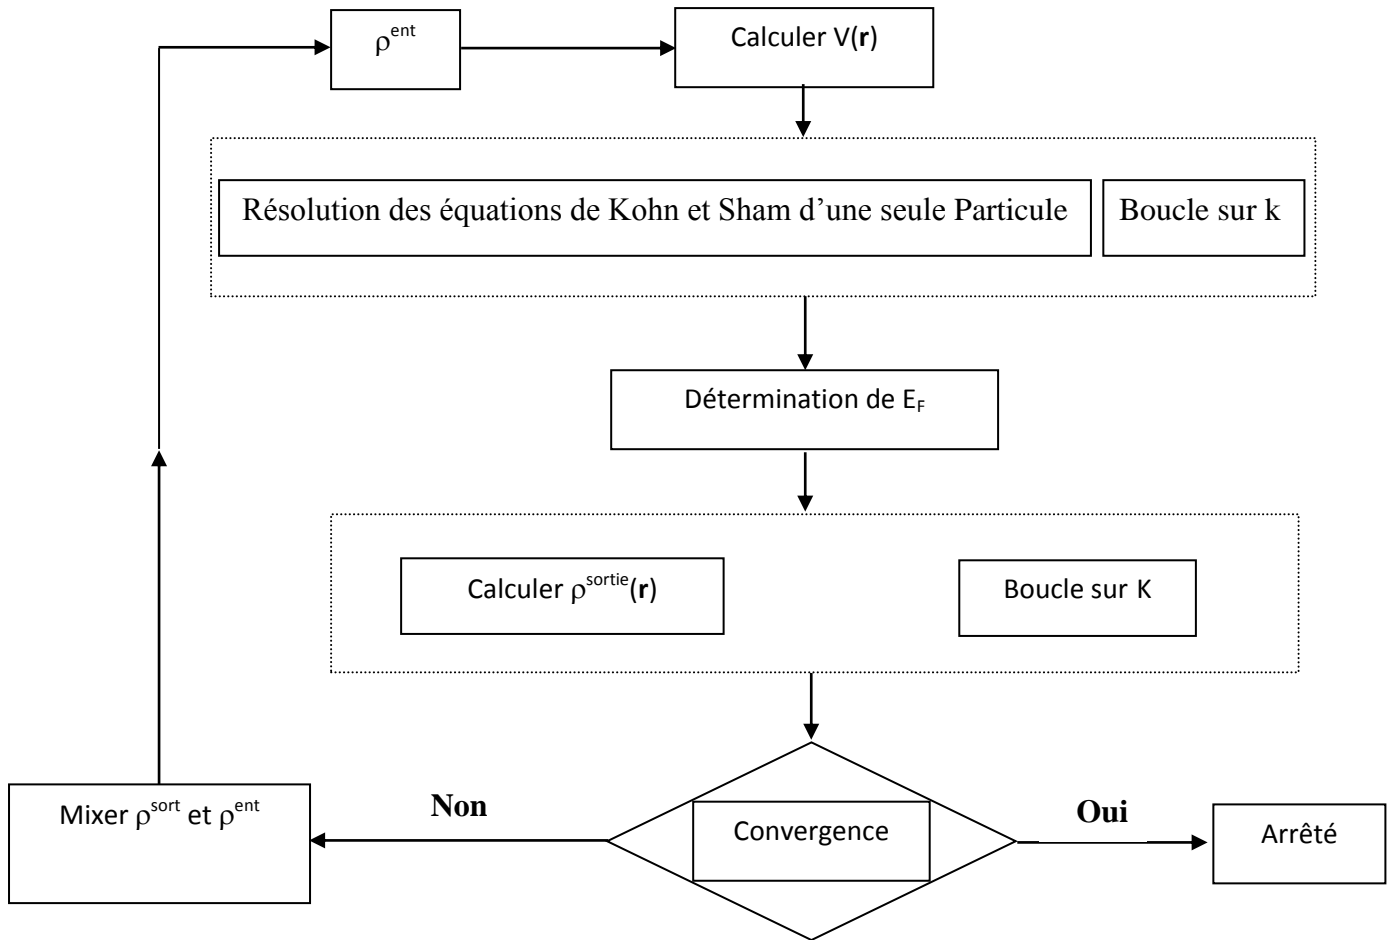 ρ^ent
Calculer V(r)
Résolution des équations de Kohn et Sham d’une seule Particule
Boucle sur k
Détermination de E_F
Calculer ρ^sortie(r)
Boucle sur K
Mixer ρ^sort et ρ^ent
Non
Convergence
Oui
Arrêté